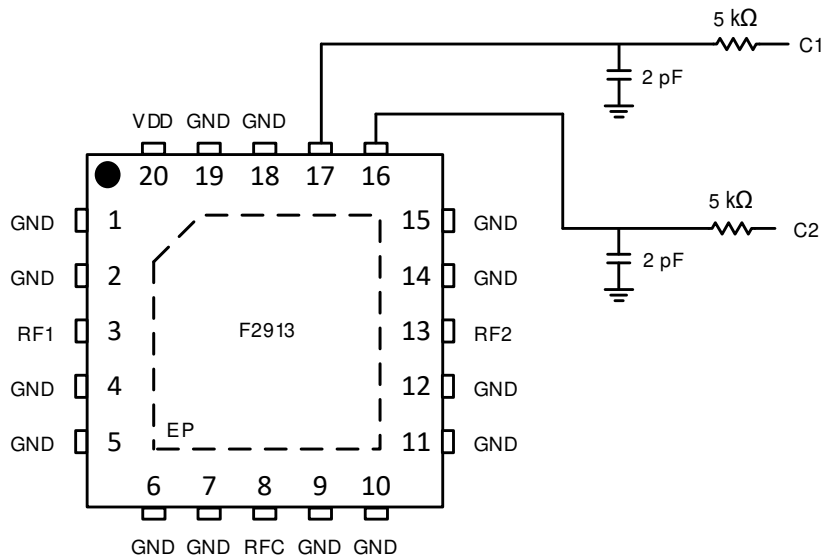 5 kΩ
C1
2 pF
VDD GND GND
20 19 18 17 16
5 kΩ
C2
2 pF
GND 1 15 GND
GND 2 14 GND
RF1 3 F2913 13 RF2
GND 4 12 GND
EP
GND 5 11 GND
6 7 8 9 10
GND GND RFC GND GND